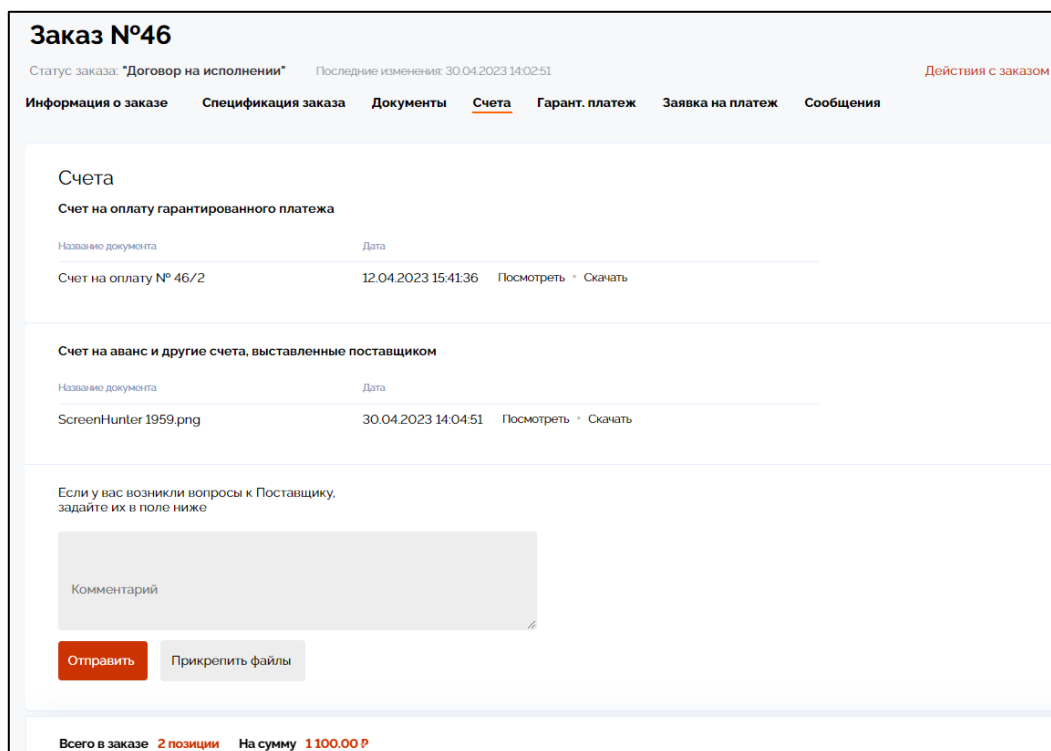 Заказ №46
Статус заказа: "Договор на исполнении" Последние изменения: 30.04.2023 14:02:51 Действия с заказом
Информация о заказе Спецификация заказа Документы Счета Гарант. платеж Заявка на платеж Сообщения
Счета
Счет на оплату гарантированного платежа
Название документа Дата
Счет на оплату № 46/2 12.04.2023 15:41:36 Посмотреть • Скачать
Счет на аванс и другие счета, выставленные поставщиком
Название документа Дата
ScreenHunter 1959.png 30.04.2023 14:04:51 Посмотреть • Скачать
Если у вас возникли вопросы к Поставщику,
задайте их в поле ниже
Комментарий
Отправить Прикрепить файлы
Всего в заказе 2 позиции На сумму 1 100.00 ₽